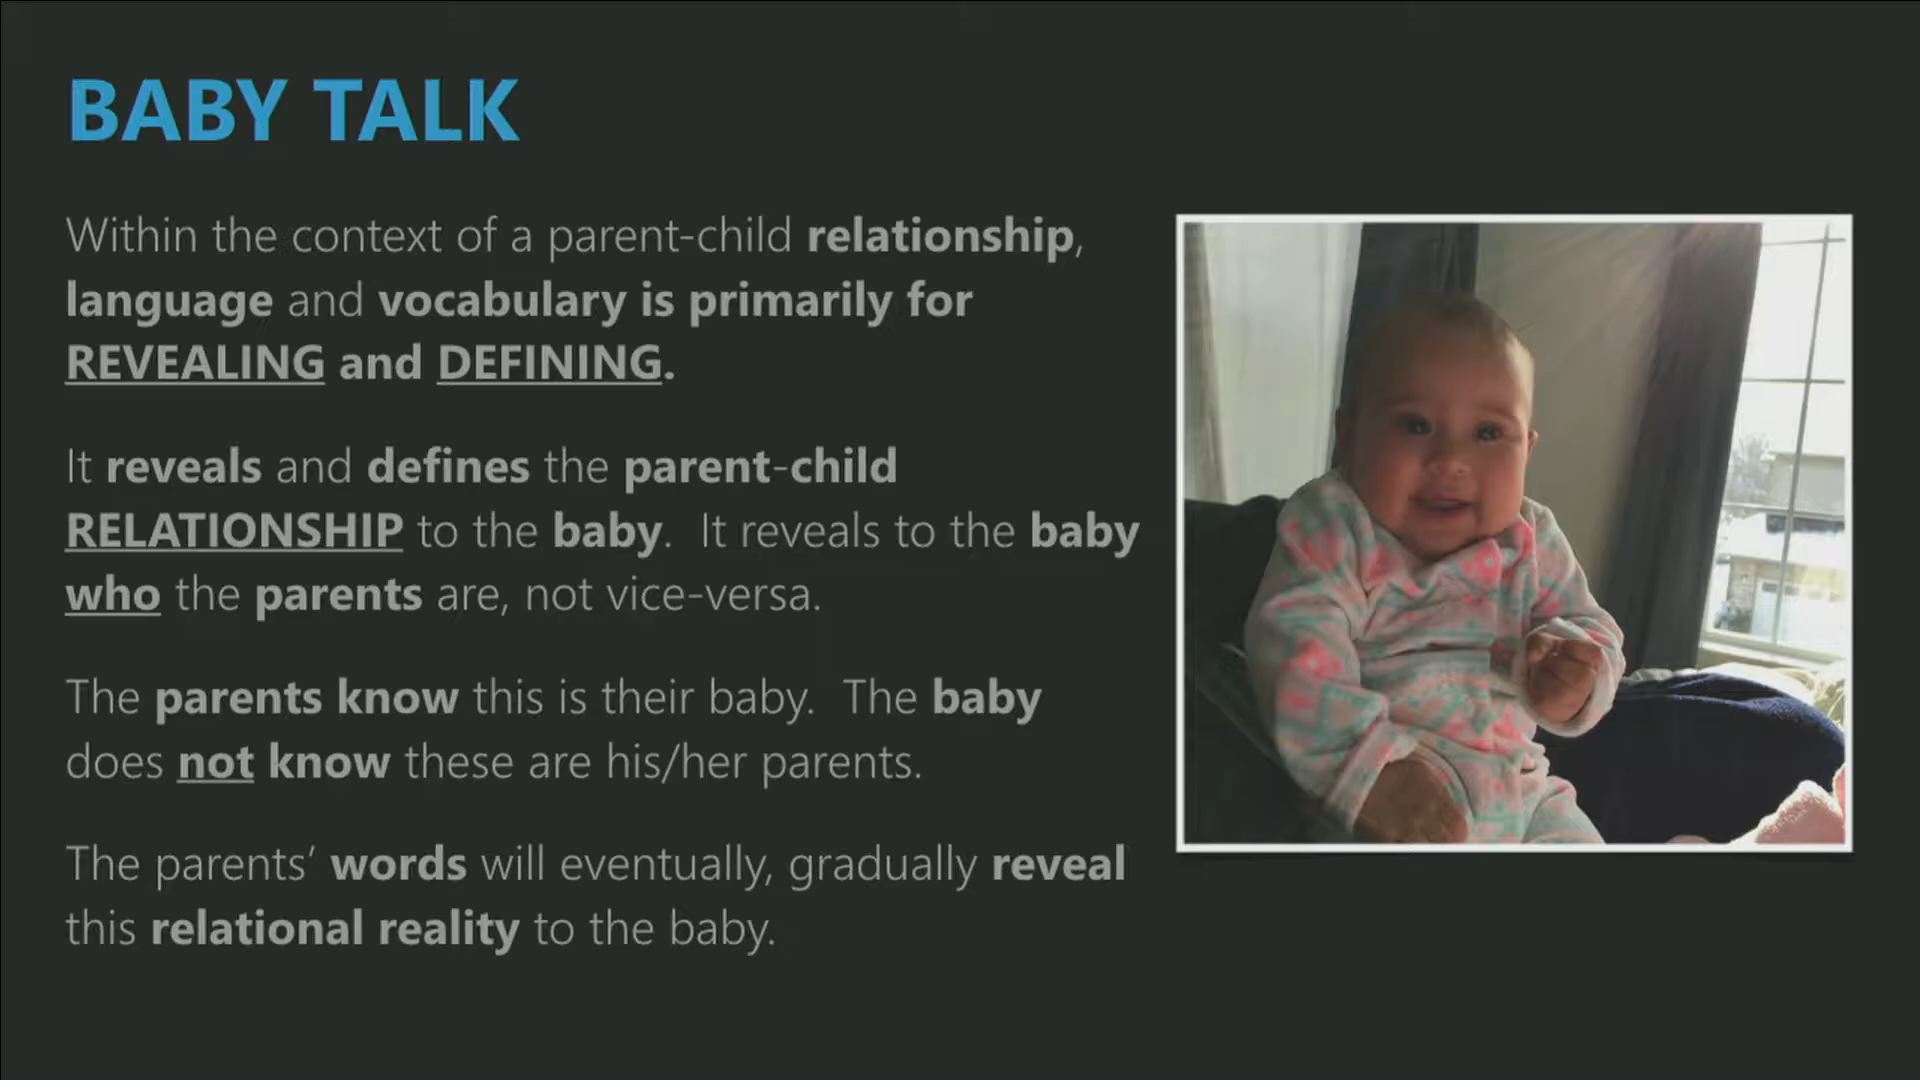 BABY TALK
Within the context of a parent-child relationship,
language and vocabulary is primarily for
REVEALING and DEFINING.
It reveals and defines the parent-child
RELATIONSHIP to the baby.  It reveals to the baby
who the parents are, not vice-versa.
The parents know this is their baby.  The baby
does not know these are his/her parents.
The parents’ words will eventually, gradually reveal
this relational reality to the baby.